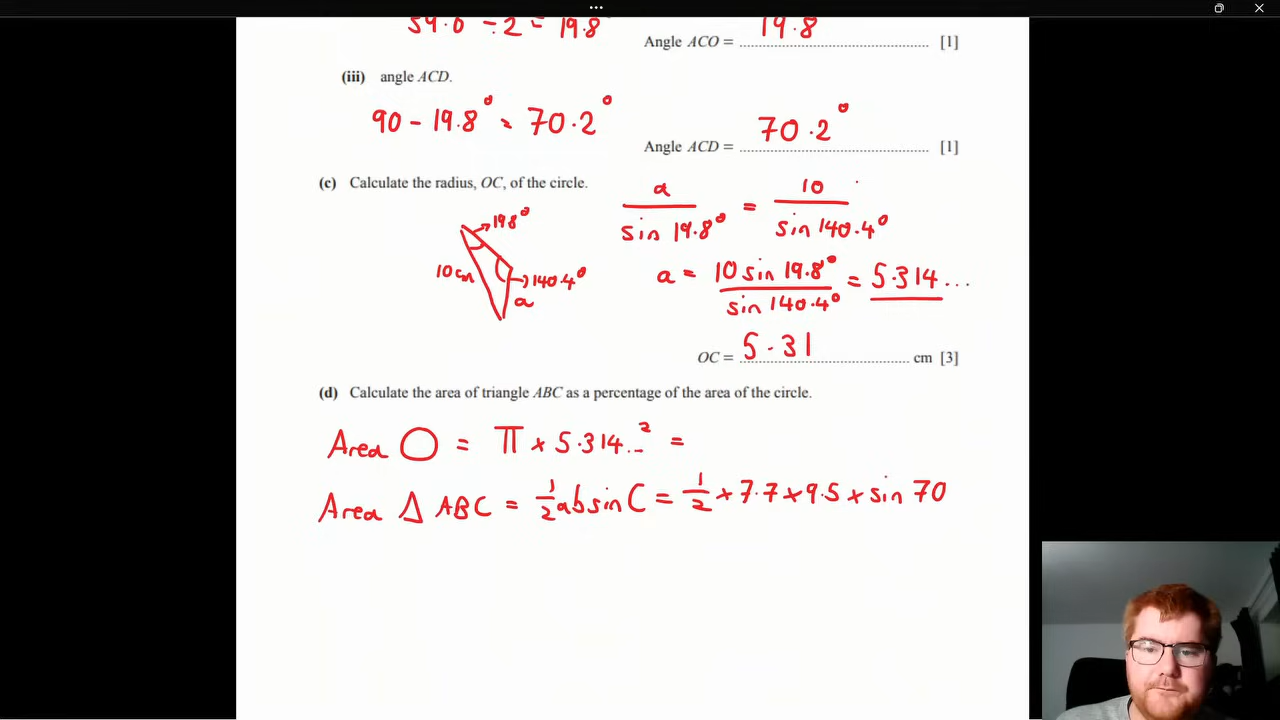 ÷ 2 = 19.8
19.8
Angle ACO = [1]
(iii) angle ACD.
90 - 19.8° = 70.2°
70.2°
Angle ACD = [1]
(c) Calculate the radius, OC, of the circle.
19.8°
10cm
140.4°
a
a / sin 19.8° = 10 / sin 140.4°
a = 10 sin 19.8° / sin 140.4° = 5.314...
OC = 5.31 cm [3]
(d) Calculate the area of triangle ABC as a percentage of the area of the circle.
Area ○ = π × 5.314...² =
Area Δ ABC = ½absinC = ½ × 7.7 × 9.5 × sin 70